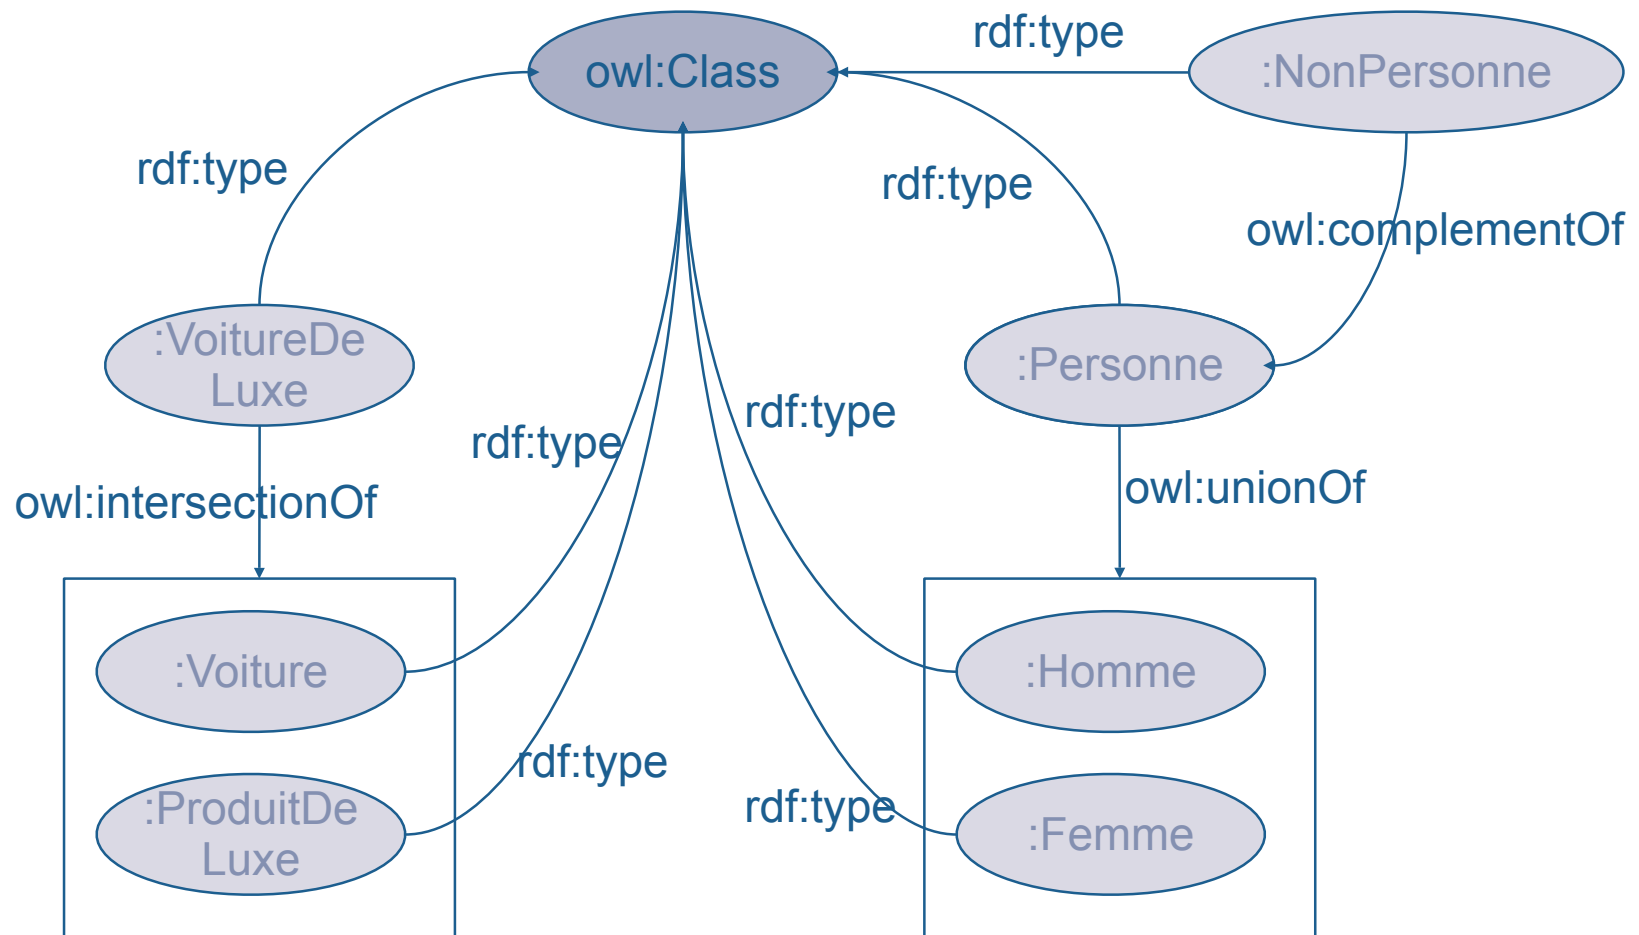 rdf:type
owl:Class
:NonPersonne
rdf:type
rdf:type
owl:complementOf
:VoitureDe
Luxe
:Personne
rdf:type
rdf:type
owl:intersectionOf
owl:unionOf
:Voiture
:Homme
rdf:type
:ProduitDe
Luxe
rdf:type
:Femme